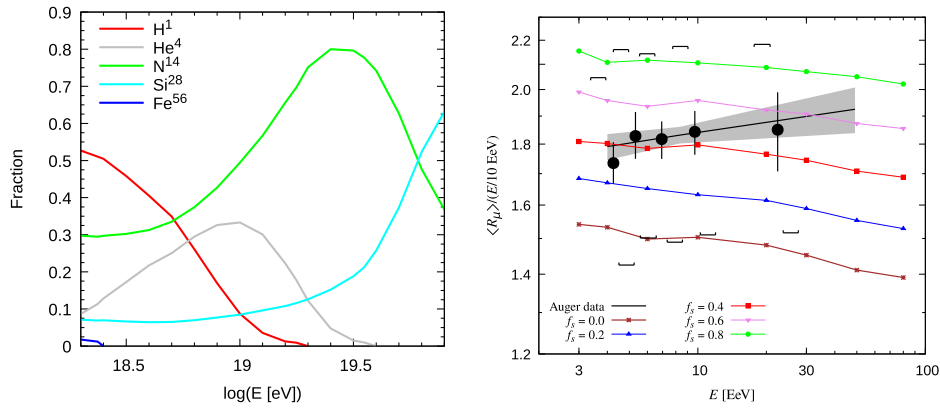 0.9
0.8
0.7
0.6
0.5
0.4
0.3
0.2
0.1
0
Fraction
H¹
He⁴
N¹⁴
Si²⁸
Fe⁵⁶
18.5 19 19.5
log(E [eV])
2.2
2.0
1.8
1.6
1.4
1.2
⟨Rμ⟩/(E/10 EeV)
Auger data
fₛ = 0.0
fₛ = 0.2
fₛ = 0.4
fₛ = 0.6
fₛ = 0.8
3 10 30 100
E [EeV]